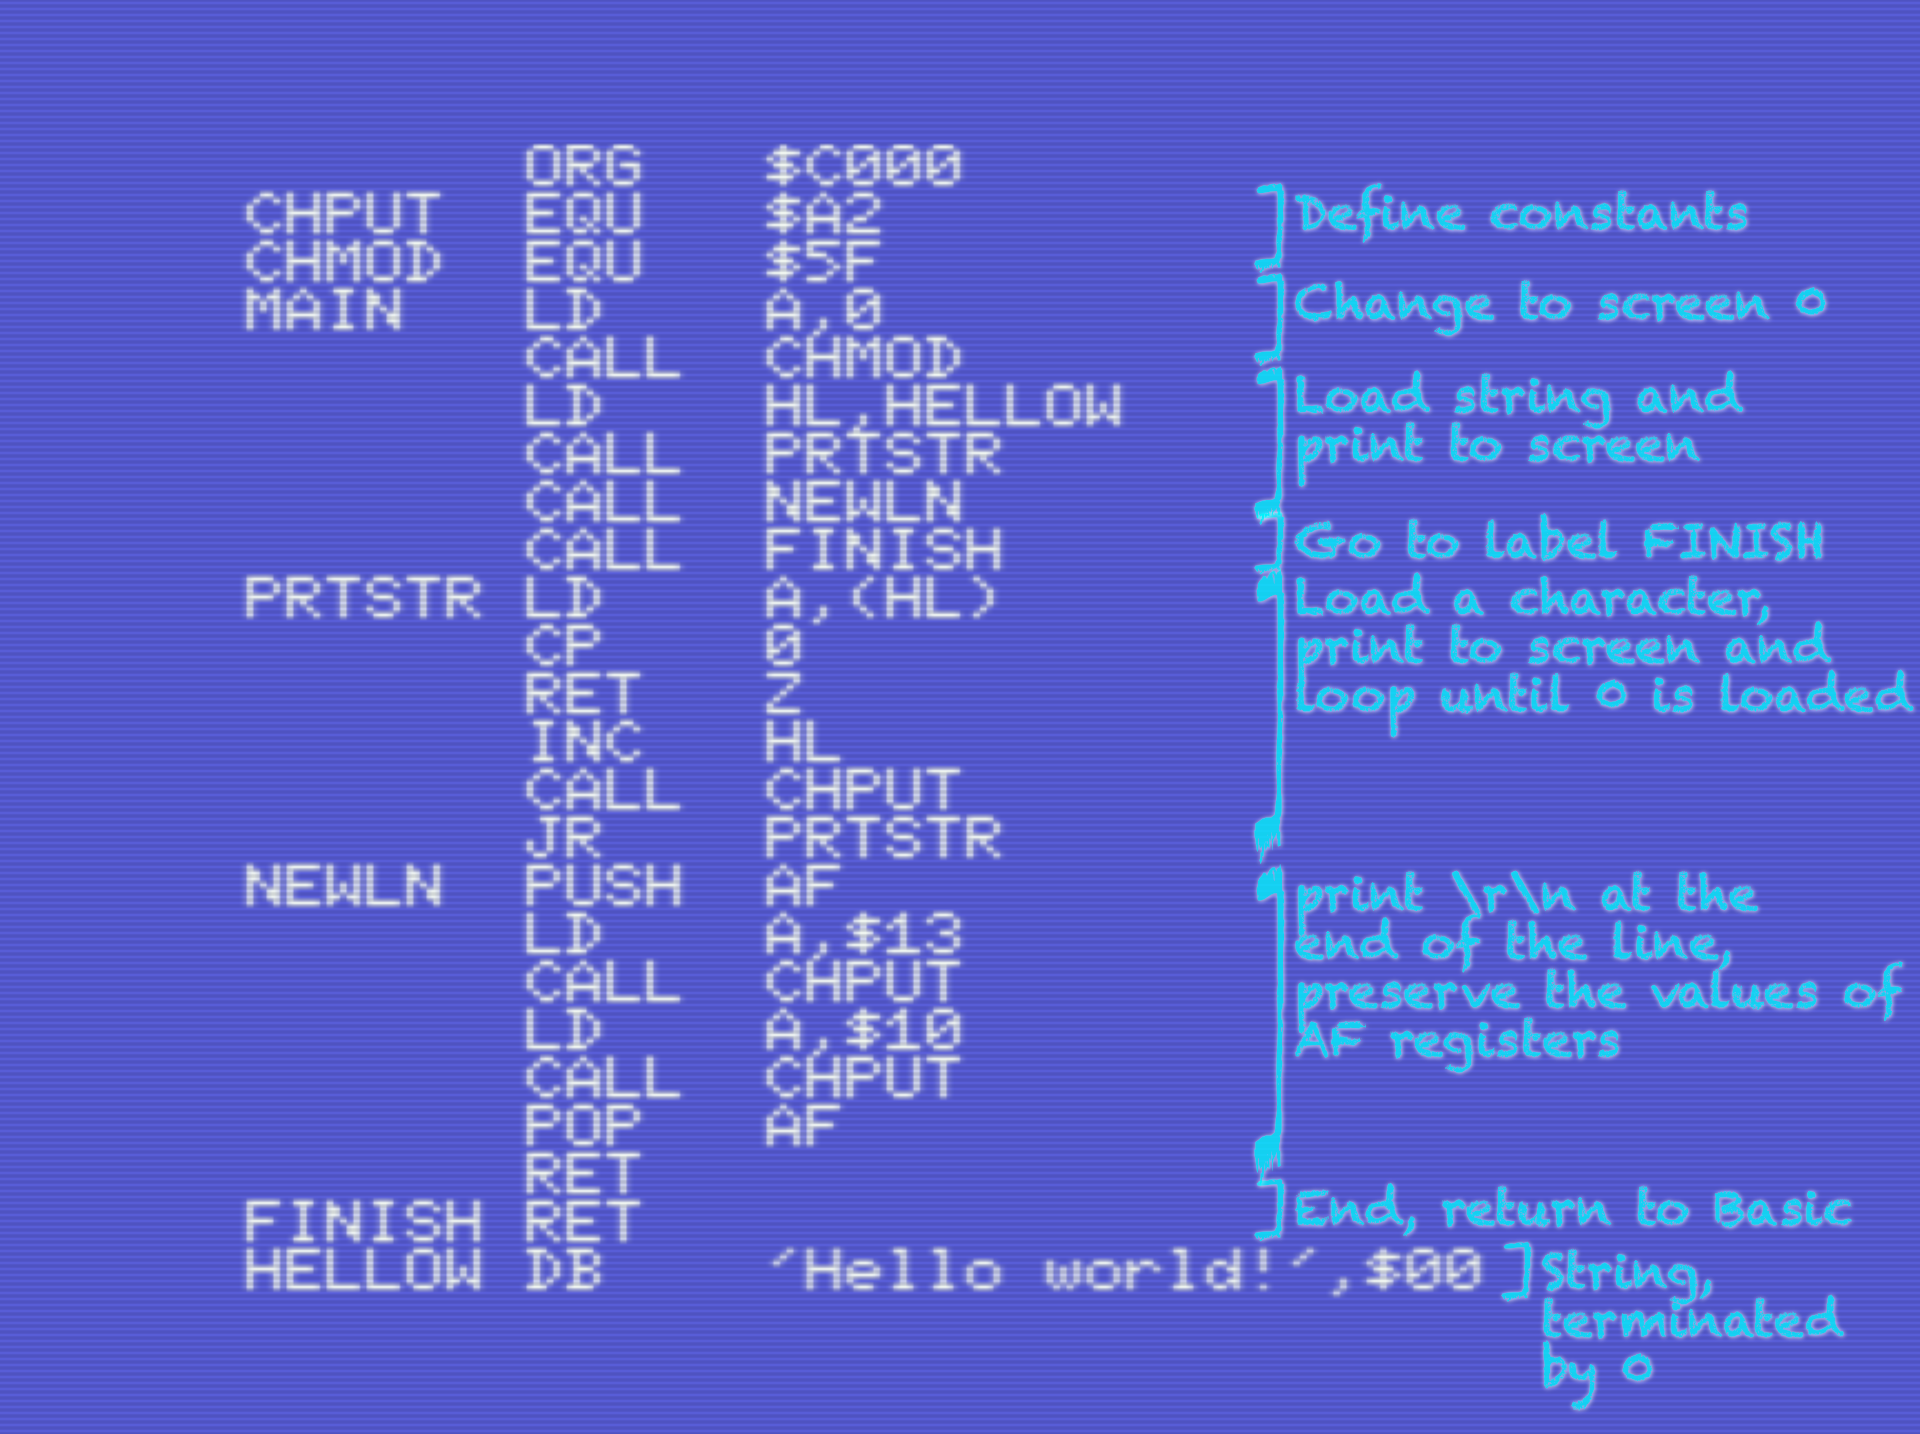 ORG $C000
CHPUT EQU $A2
CHMOD EQU $5F
MAIN LD A,0
CALL CHMOD
LD HL,HELLOW
CALL PRTSTR
CALL NEWLN
CALL FINISH
PRTSTR LD A,(HL)
CP 0
RET Z
INC HL
CALL CHPUT
JR PRTSTR
NEWLN PUSH AF
LD A,$13
CALL CHPUT
LD A,$10
CALL CHPUT
POP AF
RET
FINISH RET
HELLOW DB 'Hello world!',$00
Define constants
Change to screen 0
Load string and
print to screen
Go to label FINISH
Load a character,
print to screen and
loop until 0 is loaded
print \r\n at the
end of the line,
preserve the values of
AF registers
End, return to Basic
String,
terminated
by 0